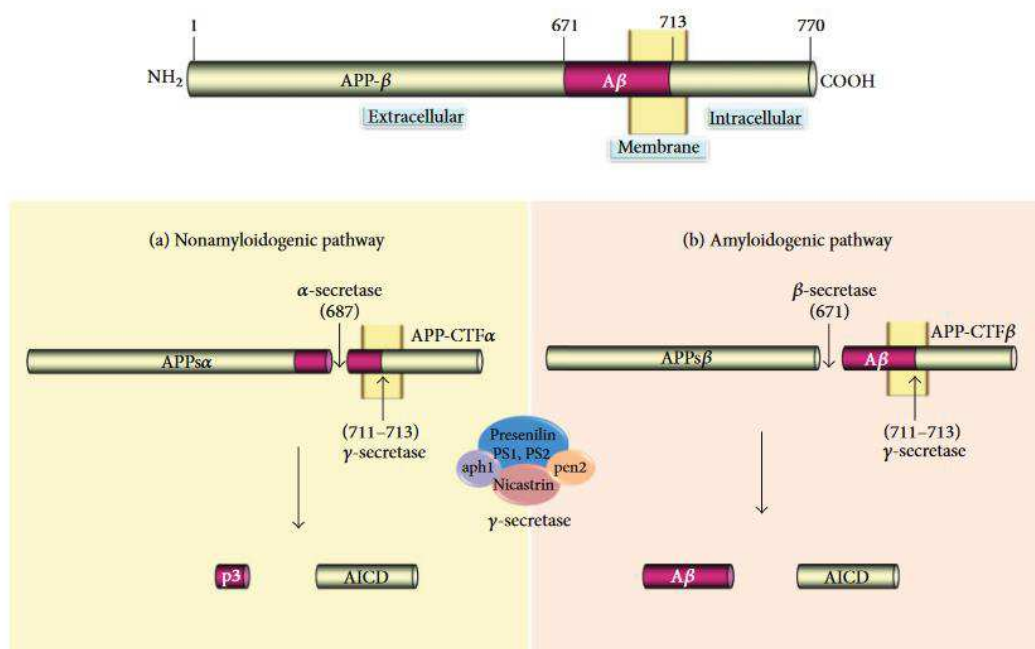 1
671
713
770
NH2
APP-β
Aβ
COOH
Extracellular
Intracellular
Membrane
(a) Nonamyloidogenic pathway
α-secretase
(687)
APP-CTFα
APPsα
(711–713)
γ-secretase
p3
AICD
Presenilin
PS1, PS2
aph1
pen2
Nicastrin
γ-secretase
(b) Amyloidogenic pathway
β-secretase
(671)
APP-CTFβ
APPsβ
Aβ
(711–713)
γ-secretase
Aβ
AICD